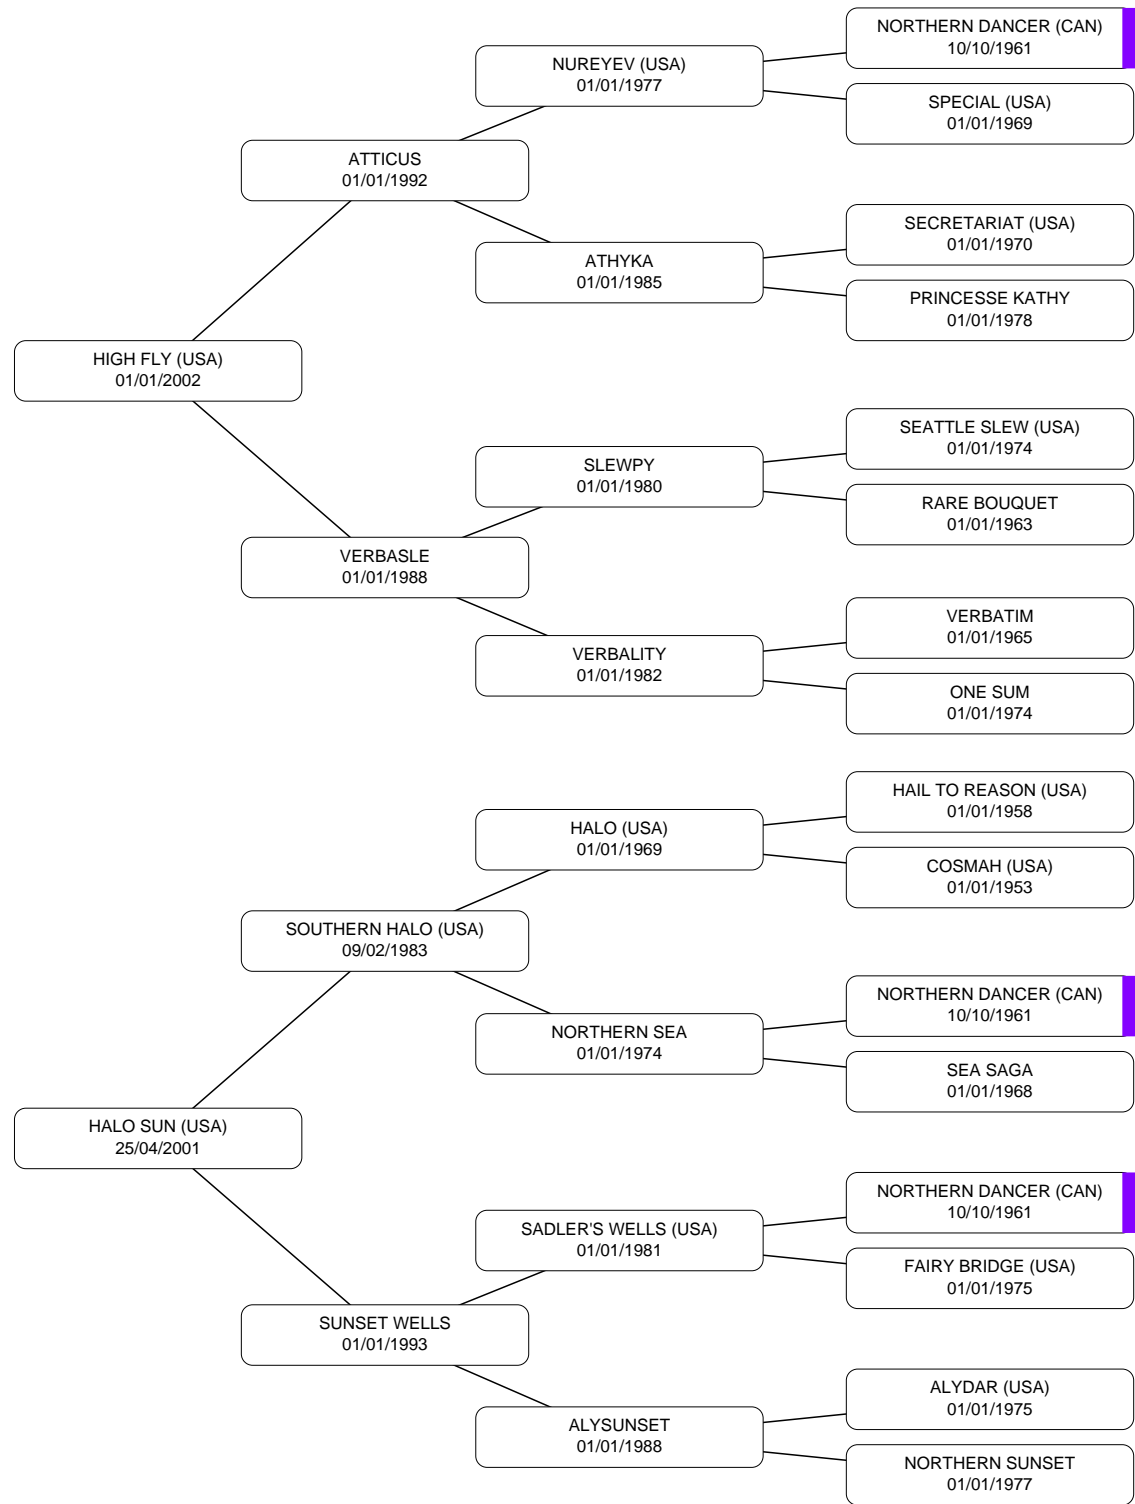 NORTHERN DANCER (CAN)
10/10/1961
NUREYEV (USA)
01/01/1977
SPECIAL (USA)
01/01/1969
ATTICUS
01/01/1992
SECRETARIAT (USA)
01/01/1970
ATHYKA
01/01/1985
PRINCESSE KATHY
01/01/1978
HIGH FLY (USA)
01/01/2002
SEATTLE SLEW (USA)
01/01/1974
SLEWPY
01/01/1980
RARE BOUQUET
01/01/1963
VERBASLE
01/01/1988
VERBATIM
01/01/1965
VERBALITY
01/01/1982
ONE SUM
01/01/1974
HAIL TO REASON (USA)
01/01/1958
HALO (USA)
01/01/1969
COSMAH (USA)
01/01/1953
SOUTHERN HALO (USA)
09/02/1983
NORTHERN DANCER (CAN)
10/10/1961
NORTHERN SEA
01/01/1974
SEA SAGA
01/01/1968
HALO SUN (USA)
25/04/2001
NORTHERN DANCER (CAN)
10/10/1961
SADLER'S WELLS (USA)
01/01/1981
FAIRY BRIDGE (USA)
01/01/1975
SUNSET WELLS
01/01/1993
ALYDAR (USA)
01/01/1975
ALYSUNSET
01/01/1988
NORTHERN SUNSET
01/01/1977